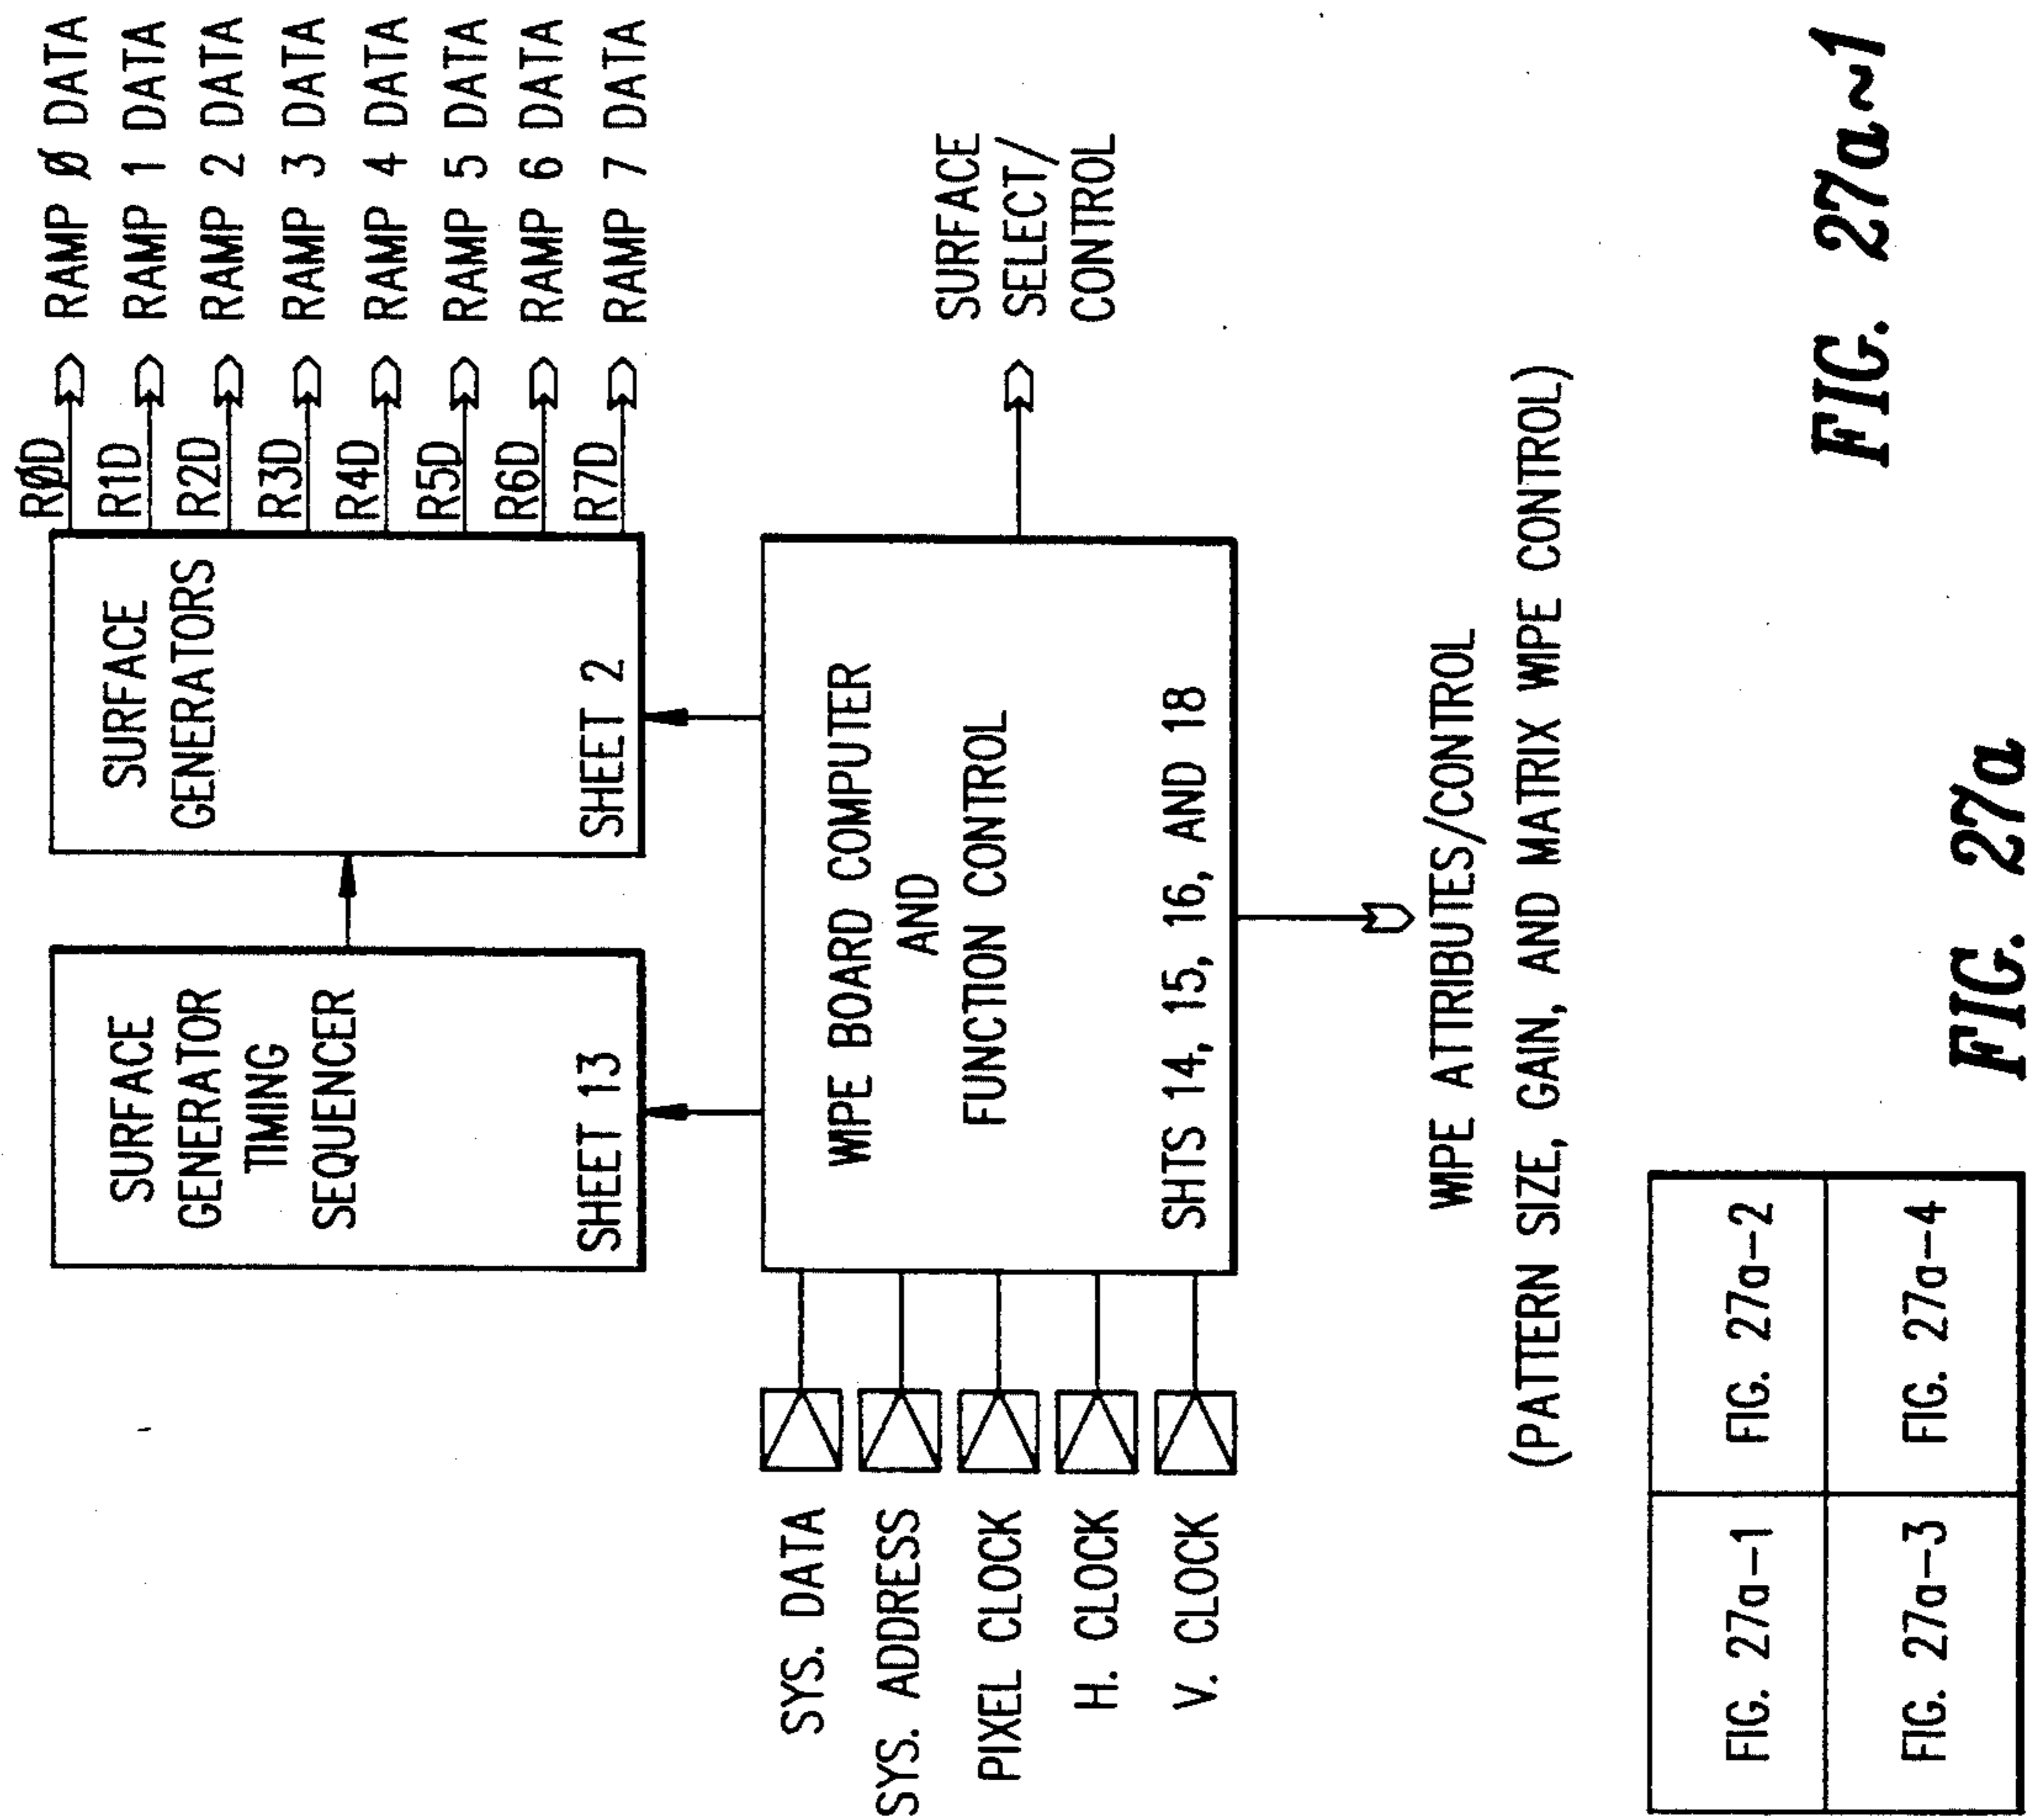 SURFACE
GENERATOR
TIMING
SEQUENCER
SHEET 13
SURFACE
GENERATORS
SHEET 2
RØD
RAMP Ø DATA
R1D
RAMP 1 DATA
R2D
RAMP 2 DATA
R3D
RAMP 3 DATA
R4D
RAMP 4 DATA
R5D
RAMP 5 DATA
R6D
RAMP 6 DATA
R7D
RAMP 7 DATA
SYS. DATA
SYS. ADDRESS
PIXEL CLOCK
H. CLOCK
V. CLOCK
WIPE BOARD COMPUTER
AND
FUNCTION CONTROL
SHTS 14, 15, 16, AND 18
SURFACE
SELECT/
CONTROL
WIPE ATTRIBUTES/CONTROL
(PATTERN SIZE, GAIN, AND MATRIX WIPE CONTROL)
FIG. 27a-1
FIG. 27a-2
FIG. 27a-3
FIG. 27a-4
FIG. 27a
FIG. 27a~1